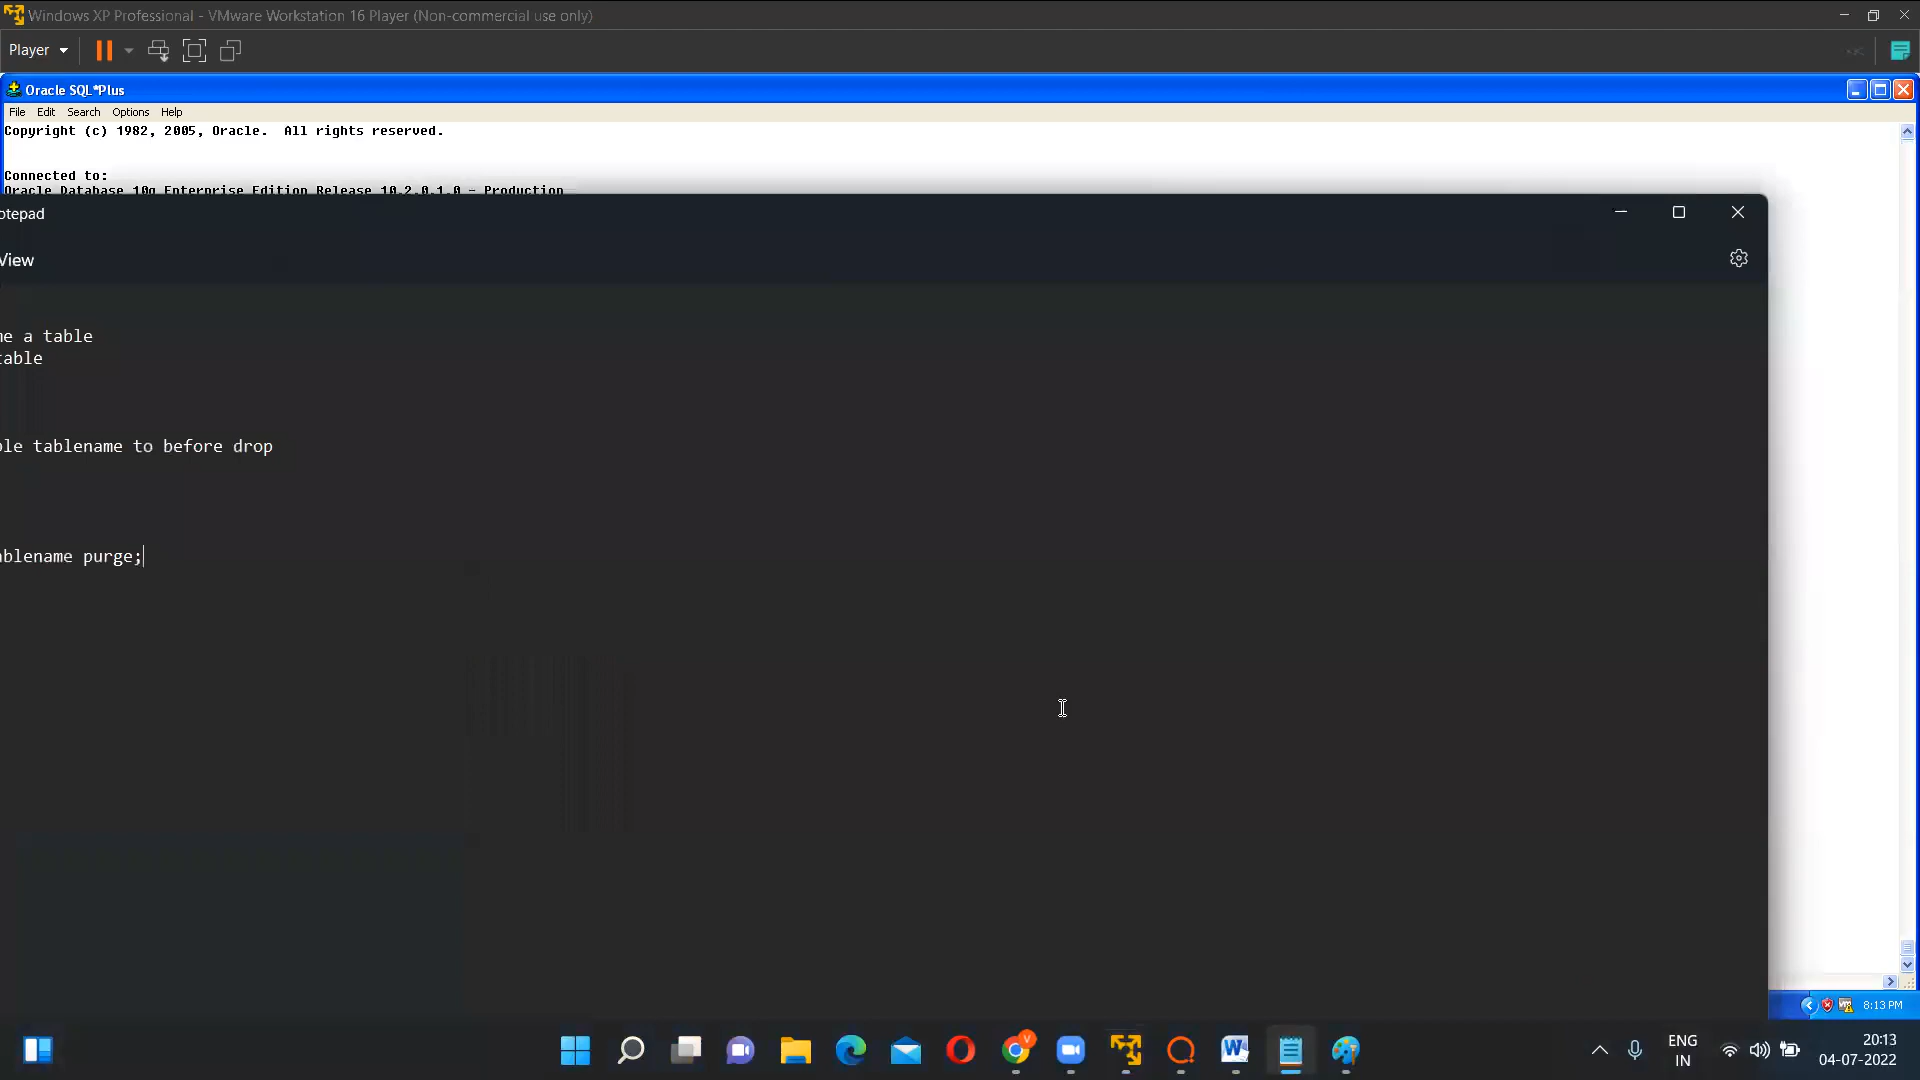 Windows XP Professional - VMware Workstation 16 Player (Non-commercial use only)
Player
Oracle SQL*Plus
File Edit Search Options Help
Copyright (c) 1982, 2005, Oracle. All rights reserved.
Connected to:
Oracle Database 10g Enterprise Edition Release 10.2.0.1.0 - Production
otepad
View
me a table
table
ble tablename to before drop
ablename purge;
8:13 PM
ENG
IN
20:13
04-07-2022